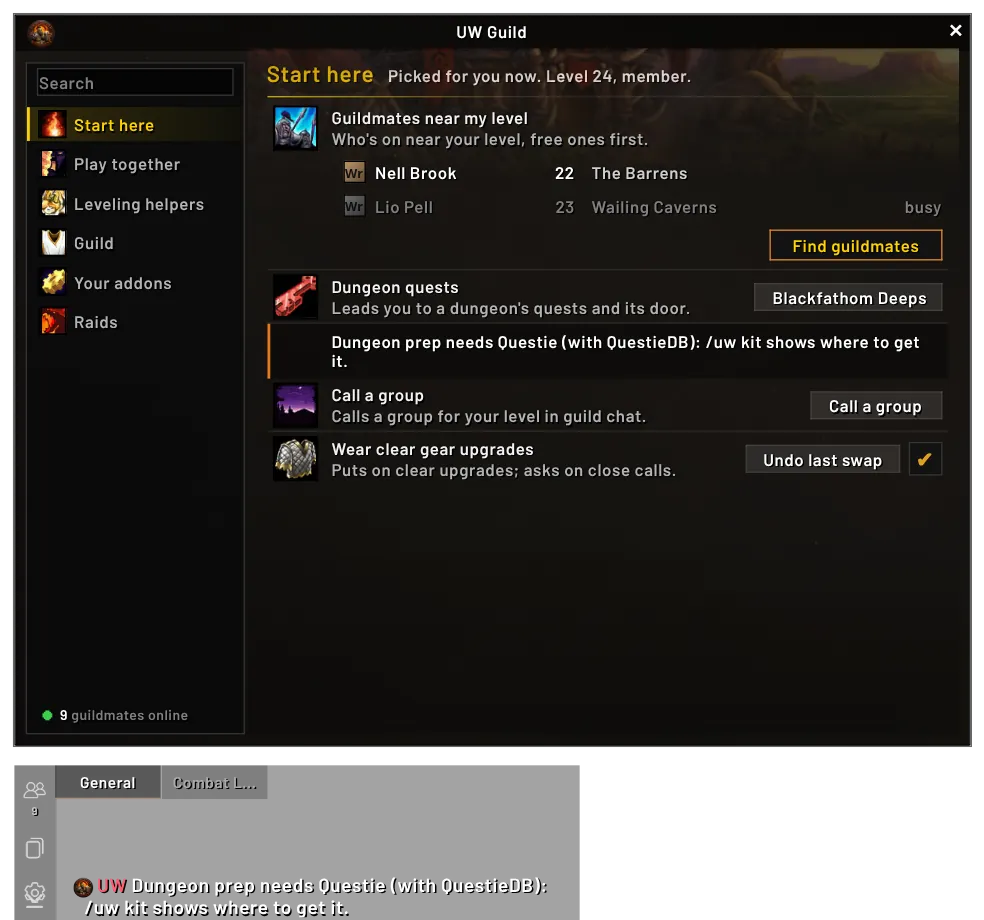 UW Guild
Search
Start here
Play together
Leveling helpers
Guild
Your addons
Raids
9 guildmates online
Start here Picked for you now. Level 24, member.
Guildmates near my level
Who's on near your level, free ones first.
Wr Nell Brook 22 The Barrens
Wr Lio Pell 23 Wailing Caverns busy
Find guildmates
Dungeon quests
Leads you to a dungeon's quests and its door.
Blackfathom Deeps
Dungeon prep needs Questie (with QuestieDB): /uw kit shows where to get
it.
Call a group
Calls a group for your level in guild chat.
Call a group
Wear clear gear upgrades
Puts on clear upgrades; asks on close calls.
Undo last swap
General Combat L...
9
UW Dungeon prep needs Questie (with QuestieDB):
/uw kit shows where to get it.